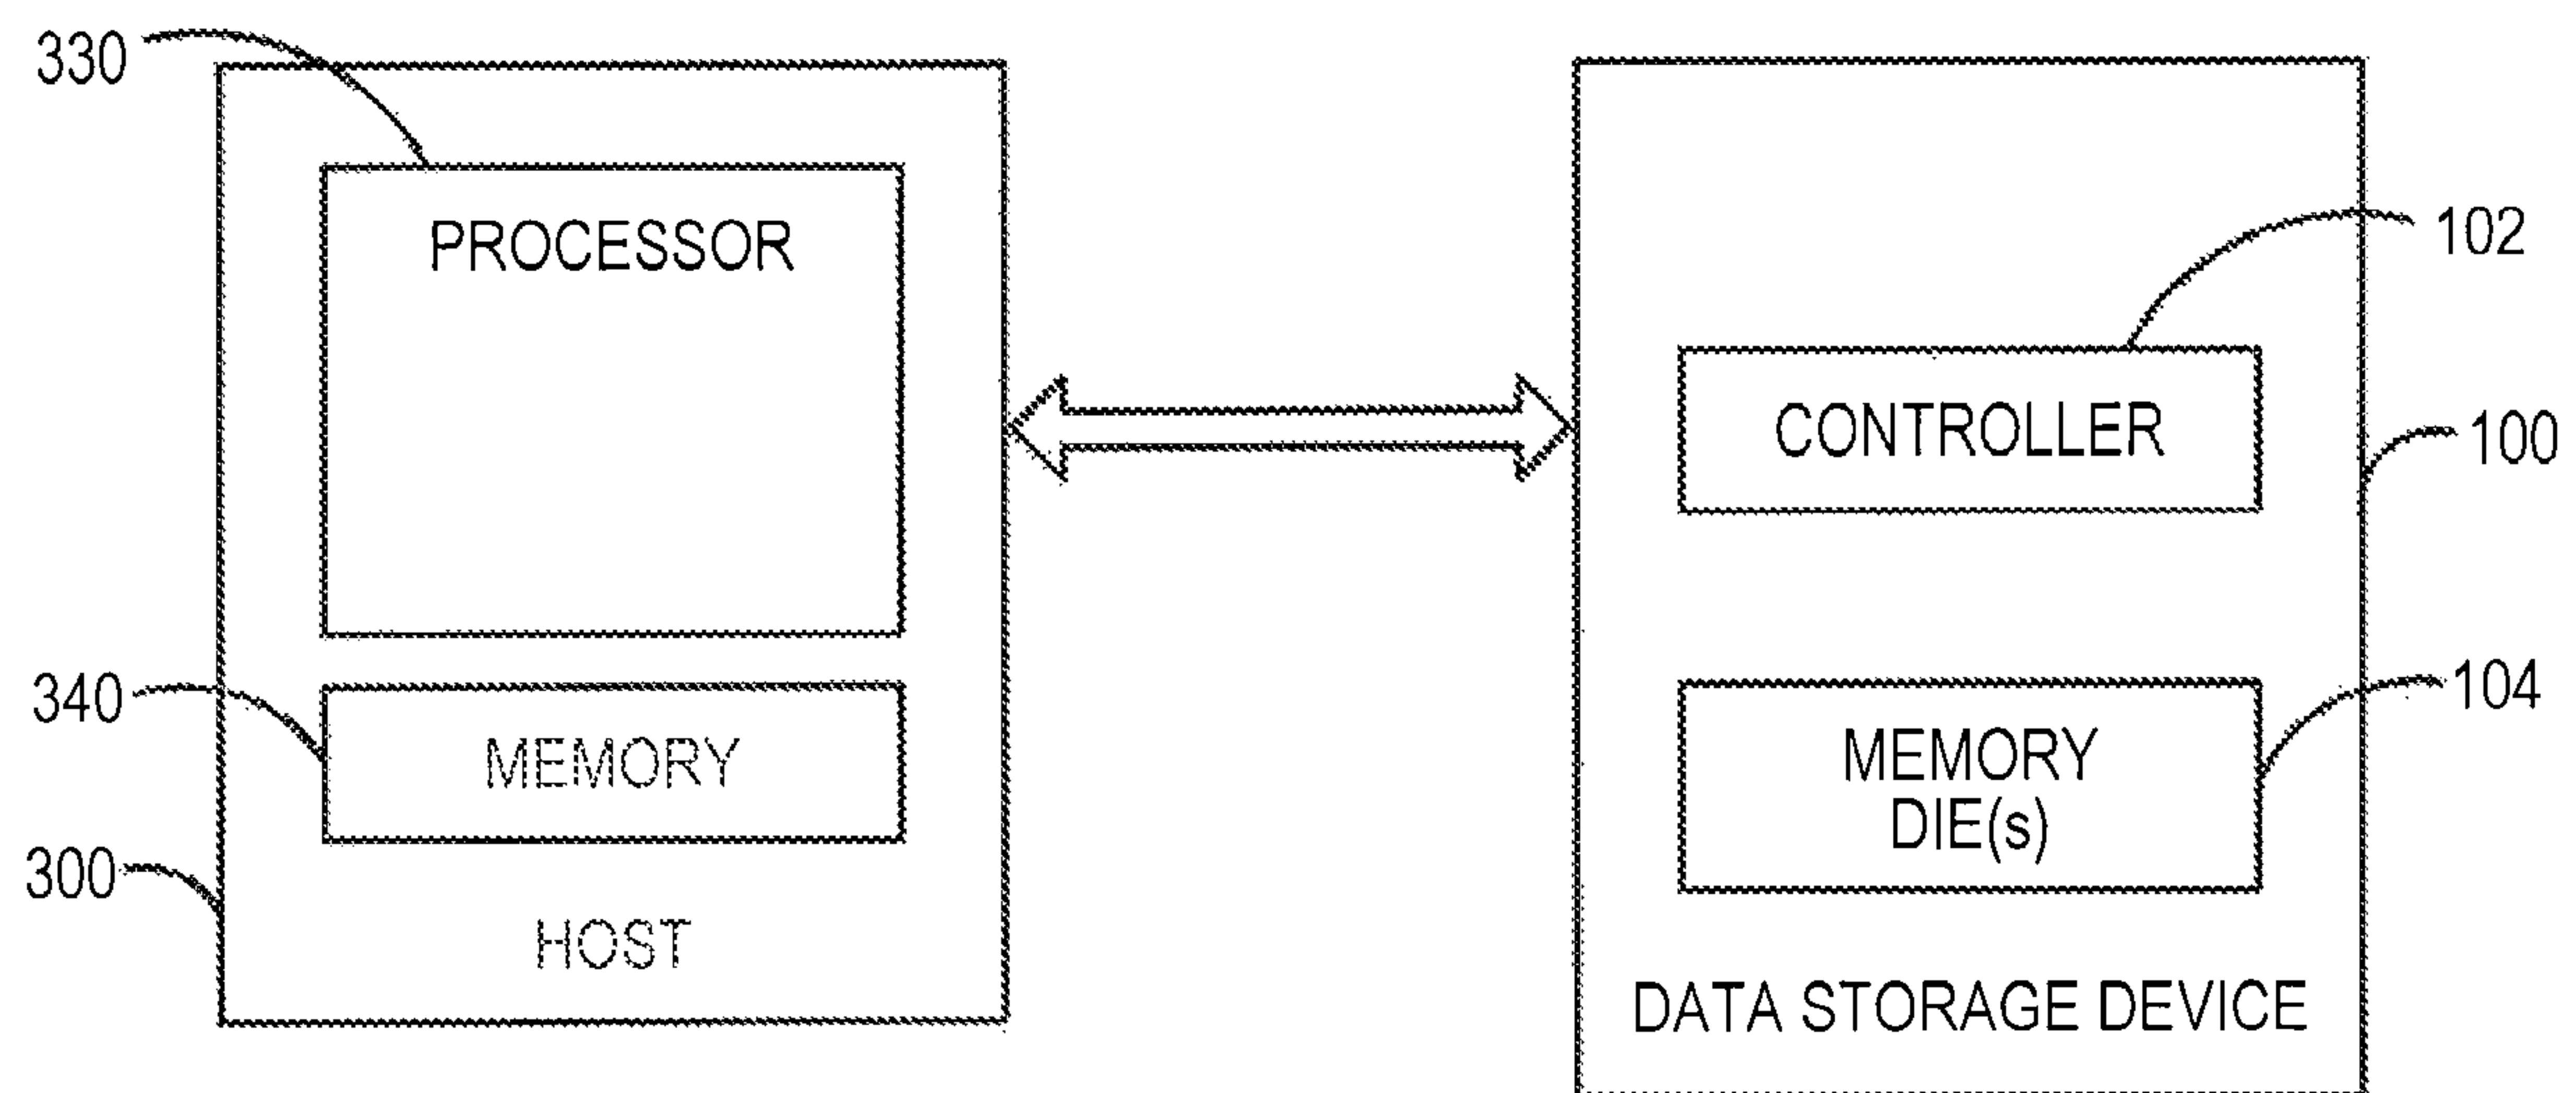 330
PROCESSOR
340
MEMORY
300
HOST
102
CONTROLLER
100
104
MEMORY
DIE(s)
DATA STORAGE DEVICE